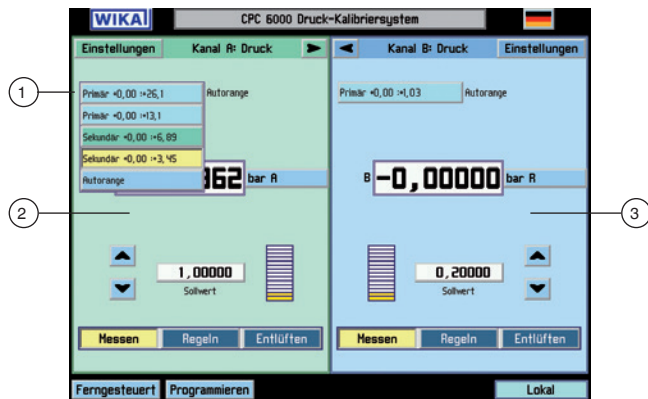 WIKA
CPC 6000 Druck-Kalibriersystem
Einstellungen
Kanal A: Druck
Kanal B: Druck
Einstellungen
1
Primär +0,00 :+26,1
Autorange
Primär +0,00 :+13,1
Sekundär +0,00 :+6,89
Sekundär +0,00 :+3,45
Autorange
Primär +0,00 :+1,03
Autorange
362 bar A
B -0,00000 bar A
2
3
1,00000
Sollwert
0,20000
Sollwert
Messen
Regeln
Entlüften
Messen
Regeln
Entlüften
Ferngesteuert
Programmieren
Lokal